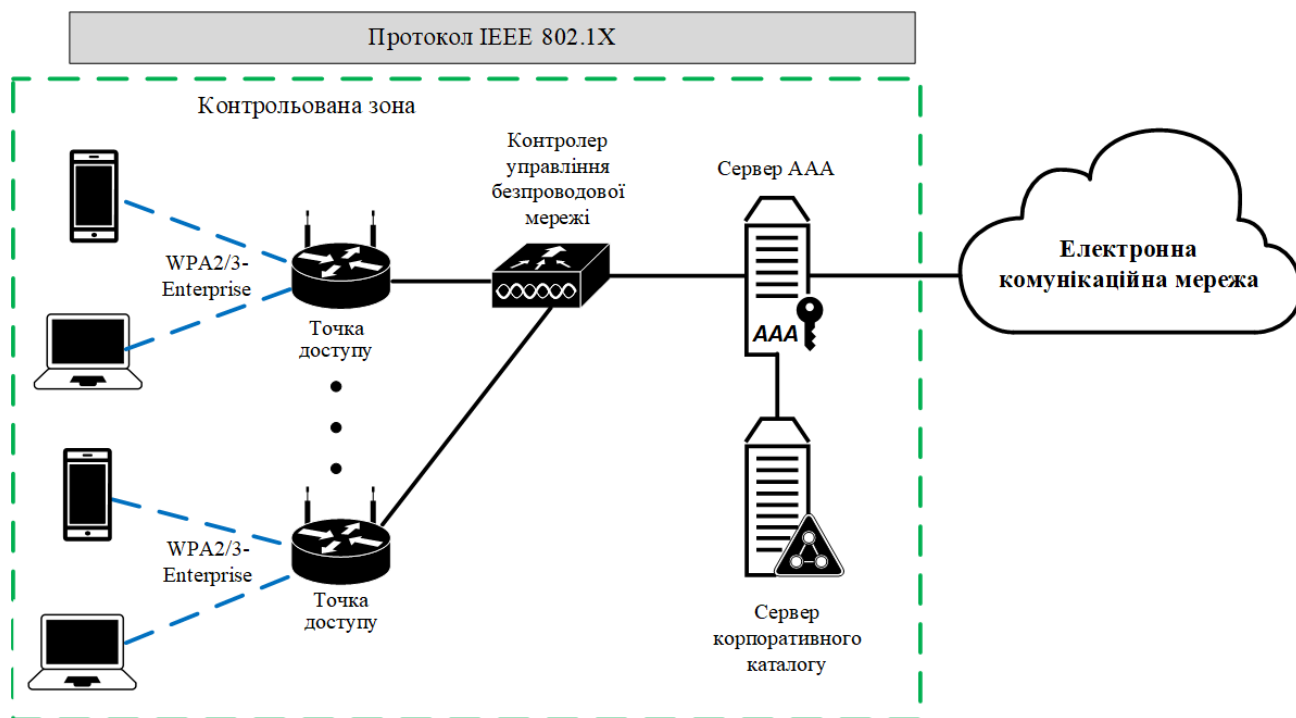 Протокол IEEE 802.1X
Контрольована зона
Контролер
управління
безпроводової
мережі
Сервер ААА
WPA2/3-
Enterprise
Точка
доступу
AAA
Електронна
комунікаційна мережа
WPA2/3-
Enterprise
Точка
доступу
Сервер
корпоративного
каталогу